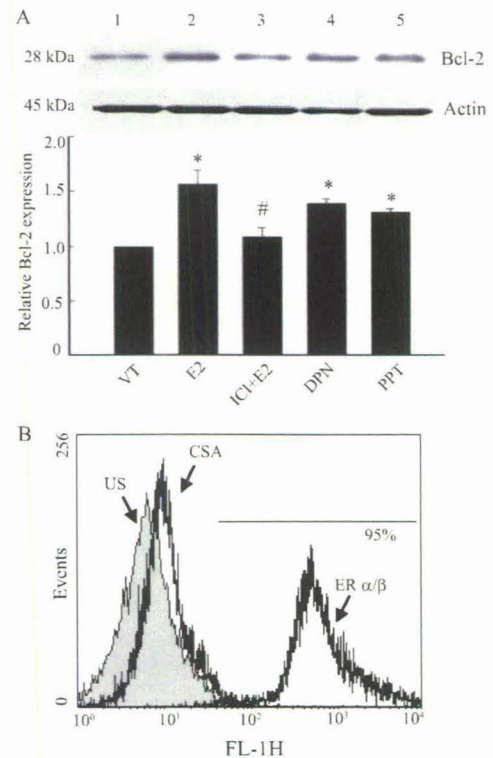 A
1 2 3 4 5
28 kDa Bcl-2
45 kDa Actin
Relative Bcl-2 expression
2.0
1.5
1.0
0.5
0
* # * *
VT E2 ICI+E2 DPN PPT
B
256
Events
0
US
CSA
95%
ER α/β
10⁰ 10¹ 10² 10³ 10⁴
FL-1H